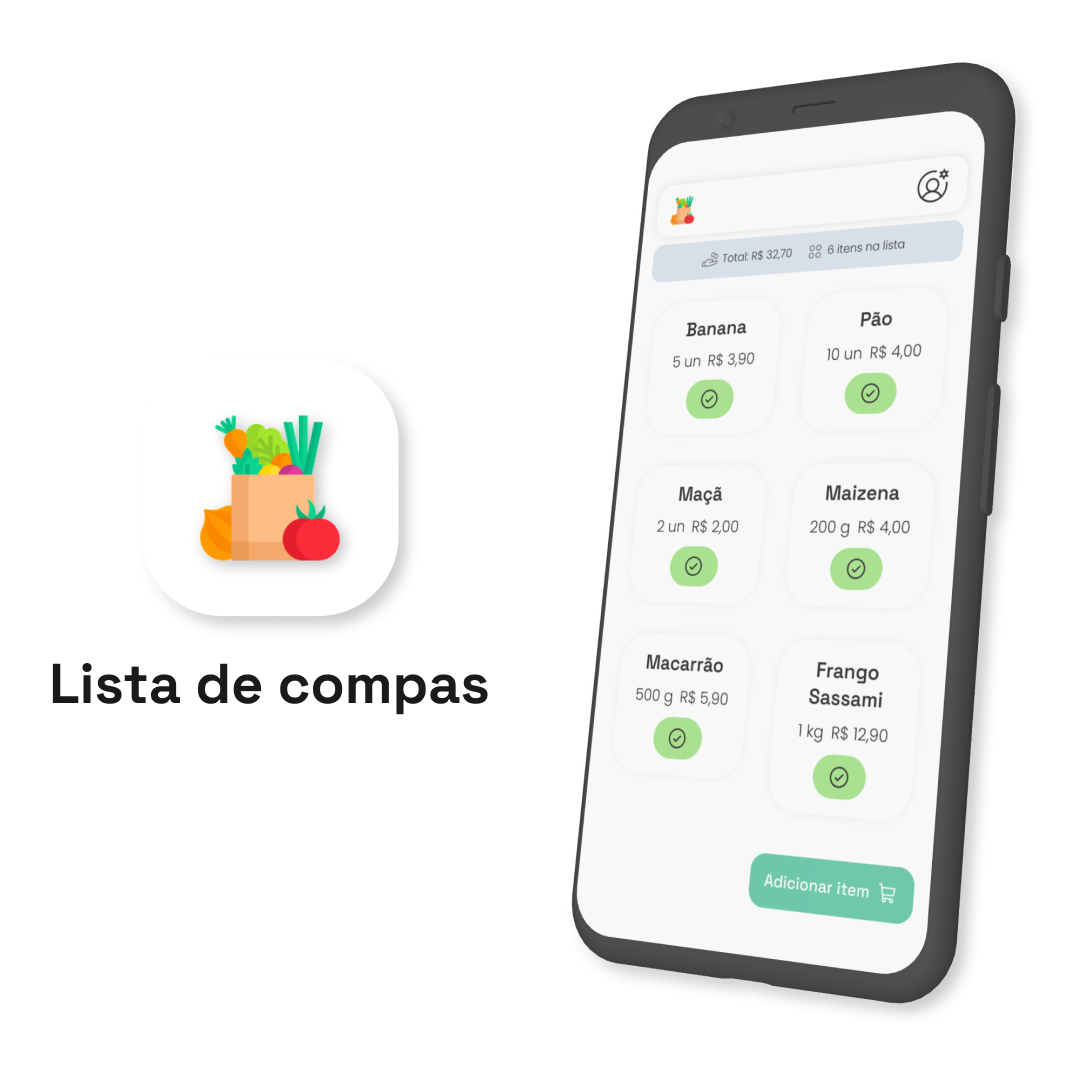 Lista de compas
Total: R$ 32,70 6 itens na lista
Banana
5 un R$ 3,90
Pão
10 un R$ 4,00
Maçã
2 un R$ 2,00
Maizena
200 g R$ 4,00
Macarrão
500 g R$ 5,90
Frango
Sassami
1 kg R$ 12,90
Adicionar item